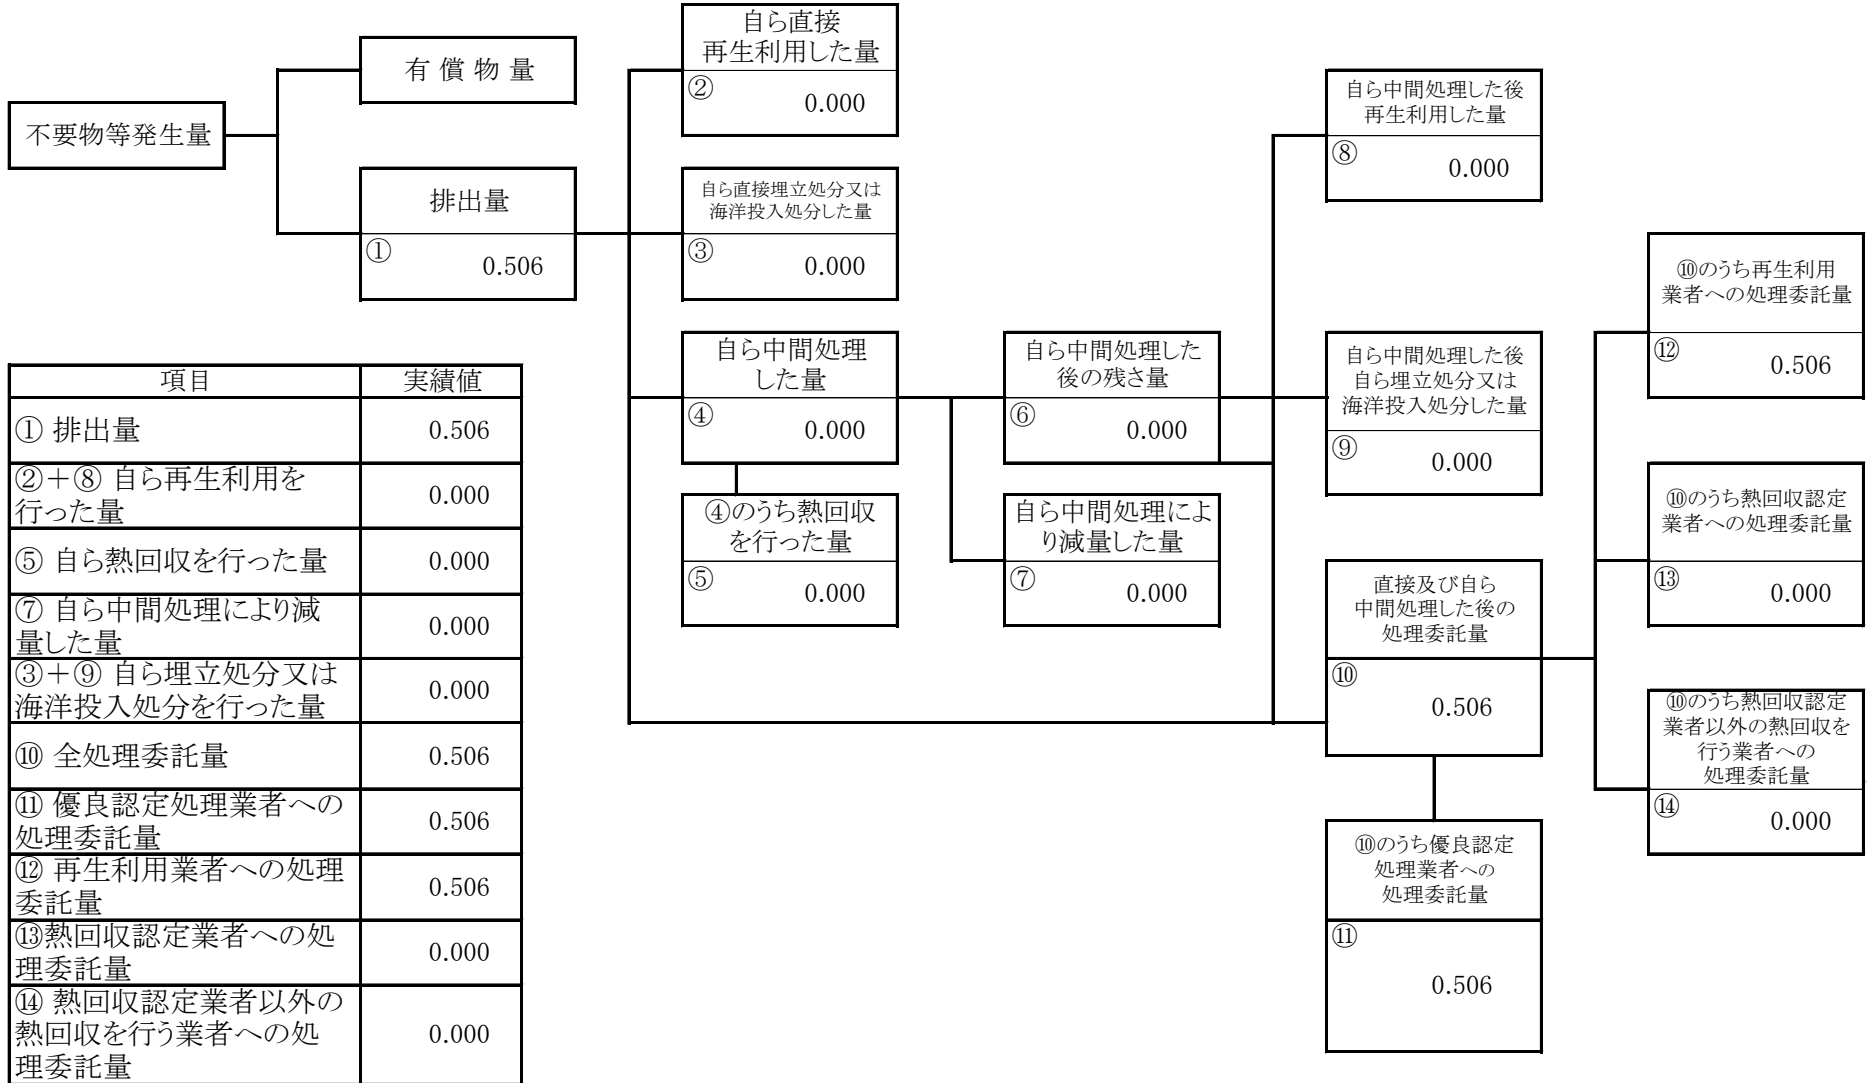 不要物等発生量
有 償 物 量
排出量
①
0.506
自ら直接
再生利用した量
②
0.000
自ら直接埋立処分又は
海洋投入処分した量
③
0.000
自ら中間処理
した量
④
0.000
④のうち熱回収
を行った量
⑤
0.000
自ら中間処理した
後の残さ量
⑥
0.000
自ら中間処理によ
り減量した量
⑦
0.000
自ら中間処理した後
再生利用した量
⑧
0.000
自ら中間処理した後
自ら埋立処分又は
海洋投入処分した量
⑨
0.000
直接及び自ら
中間処理した後の
処理委託量
⑩
0.506
⑩のうち優良認定
処理業者への
処理委託量
⑪
0.506
⑩のうち再生利用
業者への処理委託量
⑫
0.506
⑩のうち熱回収認定
業者への処理委託量
⑬
0.000
⑩のうち熱回収認定
業者以外の熱回収を
行う業者への
処理委託量
⑭
0.000
項目 実績値
① 排出量 0.506
②＋⑧ 自ら再生利用を
行った量 0.000
⑤ 自ら熱回収を行った量 0.000
⑦ 自ら中間処理により減
量した量 0.000
③＋⑨ 自ら埋立処分又は
海洋投入処分を行った量 0.000
⑩ 全処理委託量 0.506
⑪ 優良認定処理業者への
処理委託量 0.506
⑫ 再生利用業者への処理
委託量 0.506
⑬熱回収認定業者への処
理委託量 0.000
⑭ 熱回収認定業者以外の
熱回収を行う業者への処
理委託量 0.000